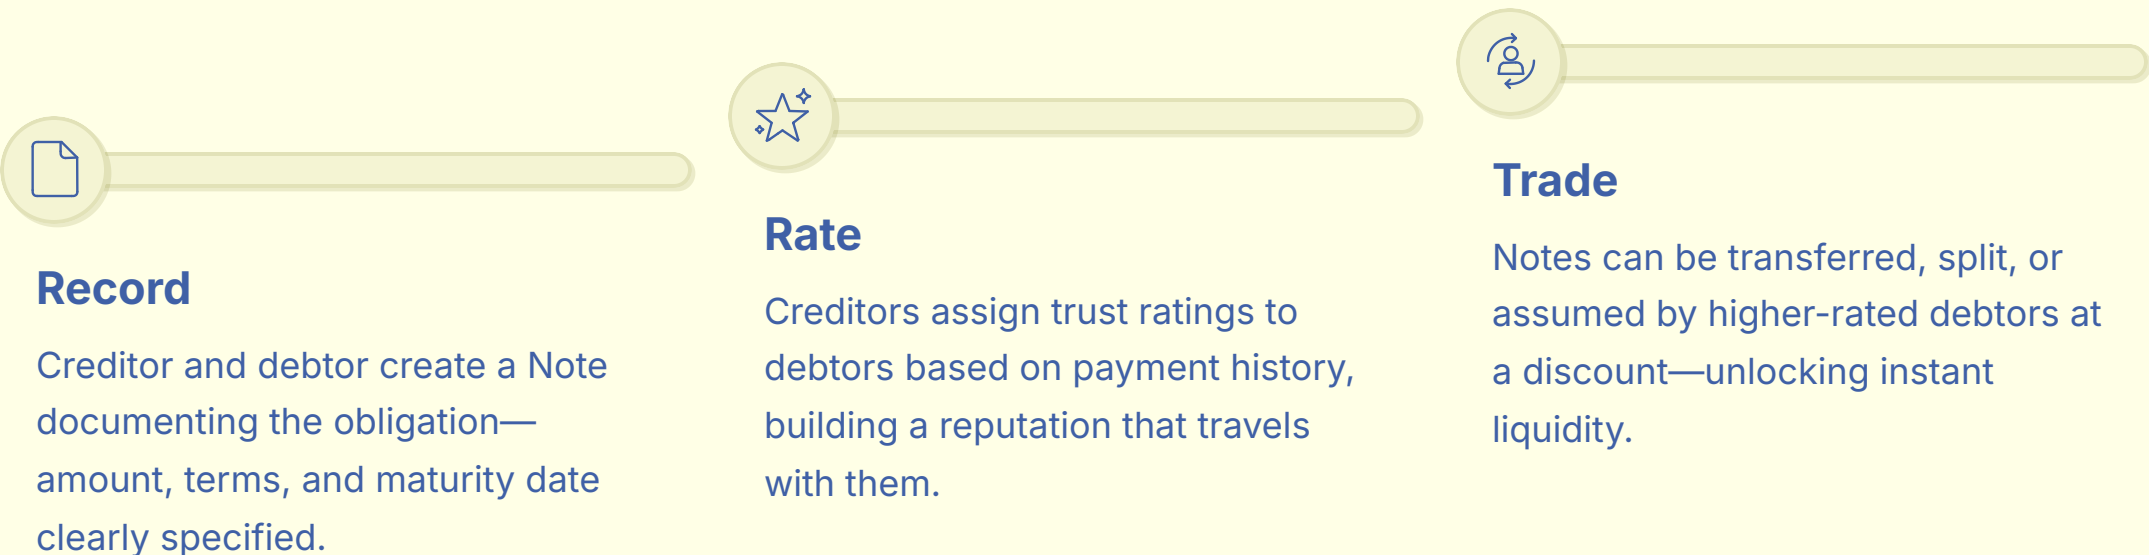 Record
Creditor and debtor create a Note
documenting the obligation—
amount, terms, and maturity date
clearly specified.
Rate
Creditors assign trust ratings to
debtors based on payment history,
building a reputation that travels
with them.
Trade
Notes can be transferred, split, or
assumed by higher-rated debtors at
a discount—unlocking instant
liquidity.